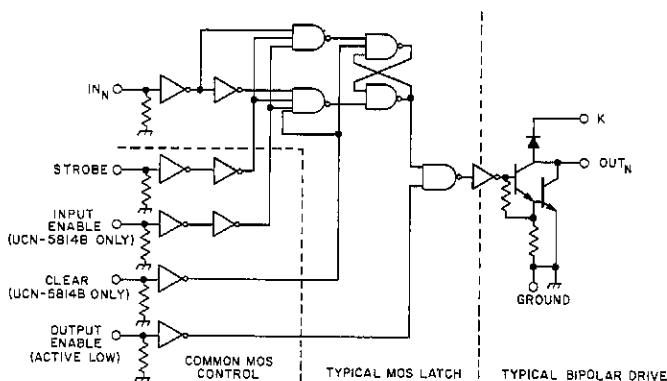 IN_N
STROBE
INPUT
ENABLE
(UCN-5814B ONLY)
CLEAR
(UCN-5814B ONLY)
OUTPUT
ENABLE
(ACTIVE LOW)
COMMON MOS
CONTROL
TYPICAL MOS LATCH
TYPICAL BIPOLAR DRIVE
K
OUT_N
GROUND